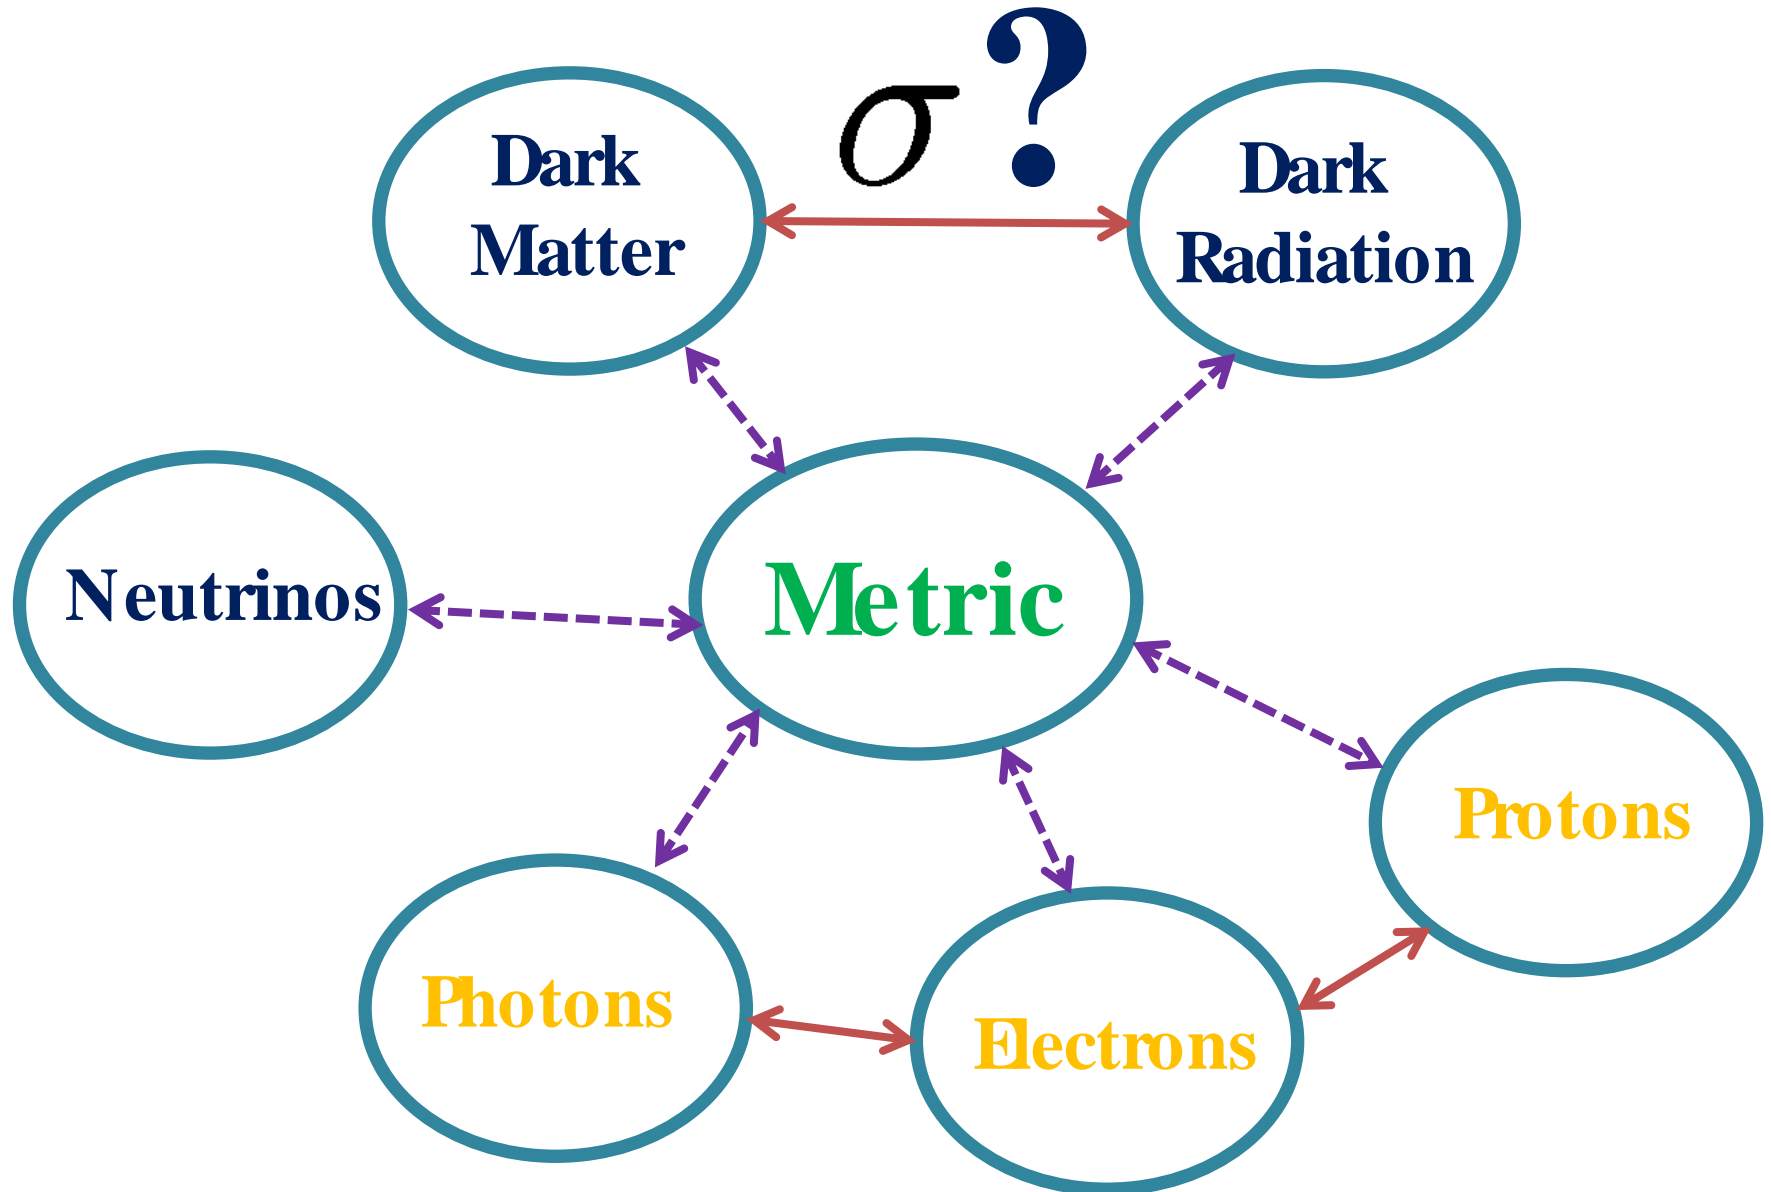 σ ?
Dark
Matter
Dark
Radiation
Neutrinos
Metric
Protons
Photons
Electrons